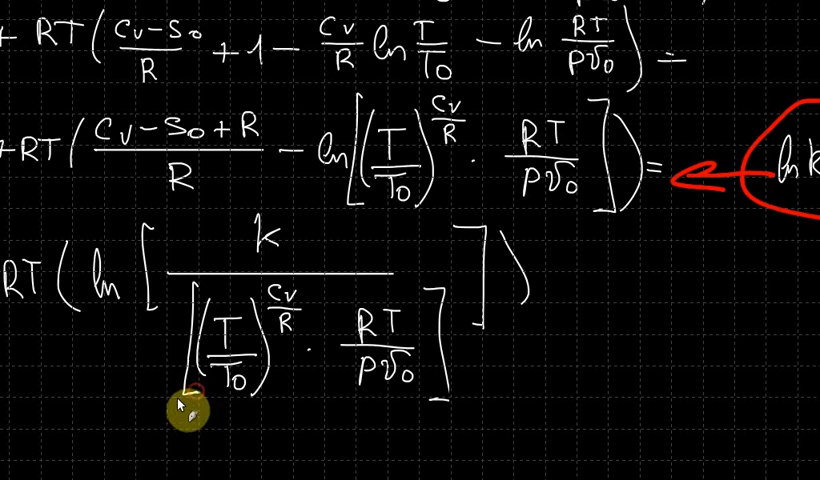 + RT ( (Cv − S0)/R + 1 − Cv/R ln T/T0 − ln RT/(Pv0) ) =
+RT ( (Cv − S0 + R)/R − ln [ (T/T0)^(Cv/R) · RT/(Pv0) ] ) = ln k
RT ( ln [ k / [ (T/T0)^(Cv/R) · RT/(Pv0) ] ] )